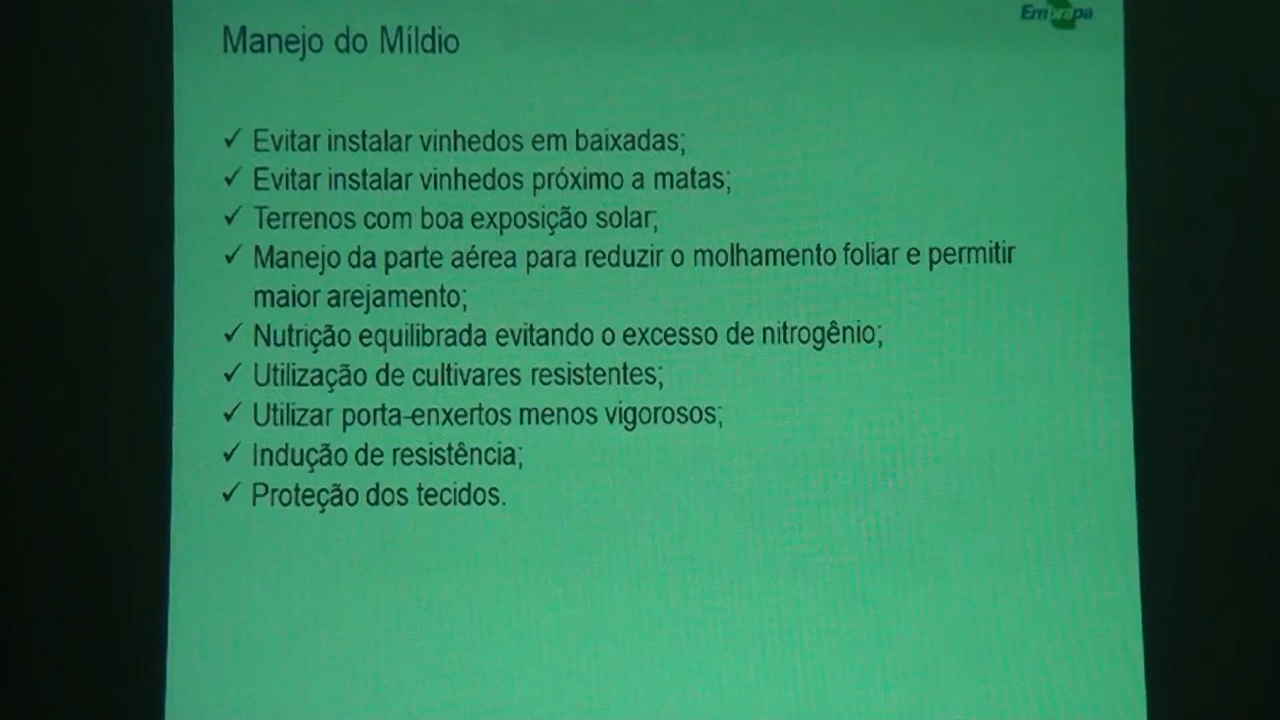 Embrapa
Manejo do Míldio
✓ Evitar instalar vinhedos em baixadas;
✓ Evitar instalar vinhedos próximo a matas;
✓ Terrenos com boa exposição solar;
✓ Manejo da parte aérea para reduzir o molhamento foliar e permitir
maior arejamento;
✓ Nutrição equilibrada evitando o excesso de nitrogênio;
✓ Utilização de cultivares resistentes;
✓ Utilizar porta-enxertos menos vigorosos;
✓ Indução de resistência;
✓ Proteção dos tecidos.